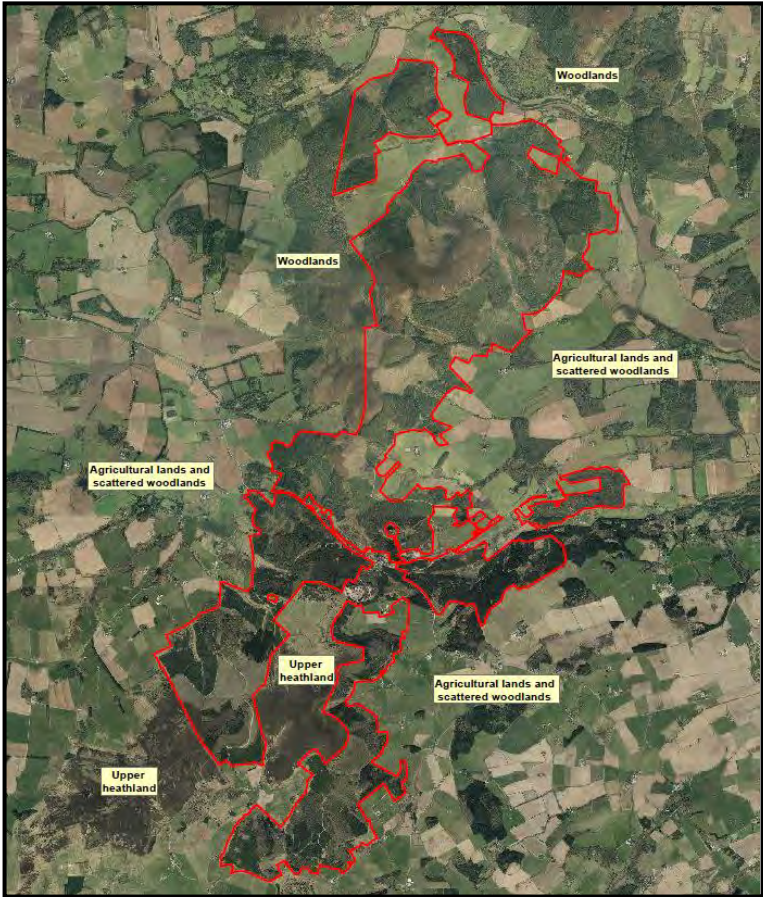 Woodlands
Woodlands
Agricultural lands and
scattered woodlands
Agricultural lands and
scattered woodlands
Upper
heathland
Agricultural lands and
scattered woodlands
Upper
heathland